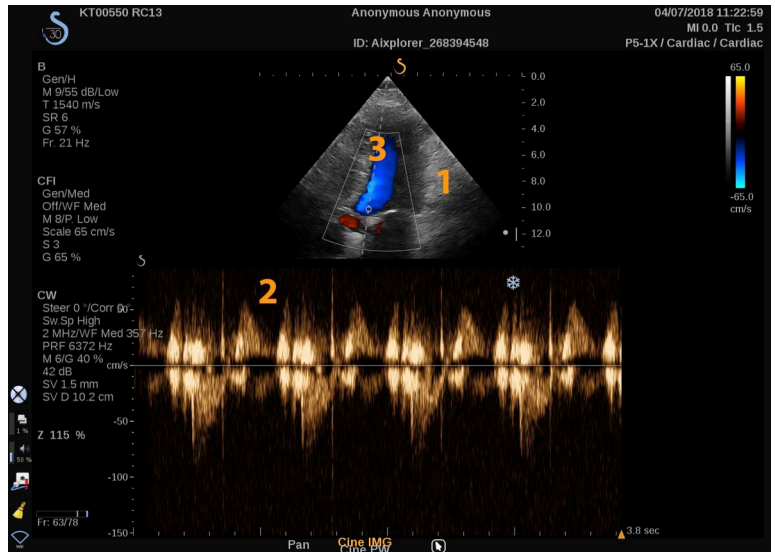 KT00550 RC13
Anonymous Anonymous
04/07/2018 11:22:59
MI 0.0 TIc 1.5
ID: Aixplorer_268394548
P5-1X / Cardiac / Cardiac
30
B
Gen/H
M 9/55 dB/Low
T 1540 m/s
SR 6
G 57 %
Fr. 21 Hz
0.0
2.0
4.0
6.0
8.0
10.0
12.0
65.0
-65.0
cm/s
3
1
CFI
Gen/Med
Off/WF Med
M 8/P. Low
Scale 65 cm/s
S 3
G 65 %
2
CW
Steer 0 °/Corr 0°
Sw.Sp High
2 MHz/WF Med 357 Hz
PRF 6372 Hz
M 6/G 40 %
42 dB
SV 1.5 mm
SV D 10.2 cm
cm/s
-50
-100
-150
Z 115 %
1 %
50 %
Fr: 63/78
3.8 sec
Pan
Cine IMG
Cine PW